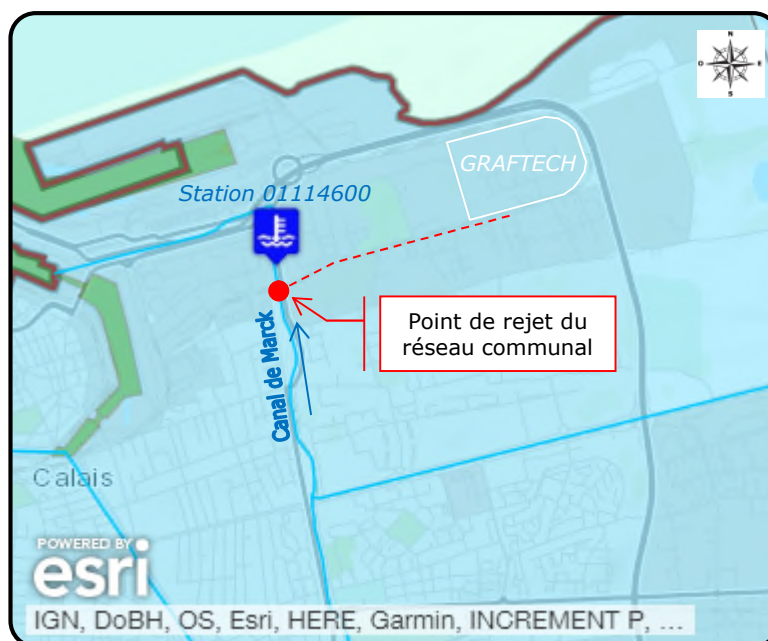 N
O
E
S
GRAFTECH
Station 01114600
Point de rejet du
réseau communal
Canal de Marck
Calais
POWERED BY
esri
IGN, DoBH, OS, Esri, HERE, Garmin, INCREMENT P, ...